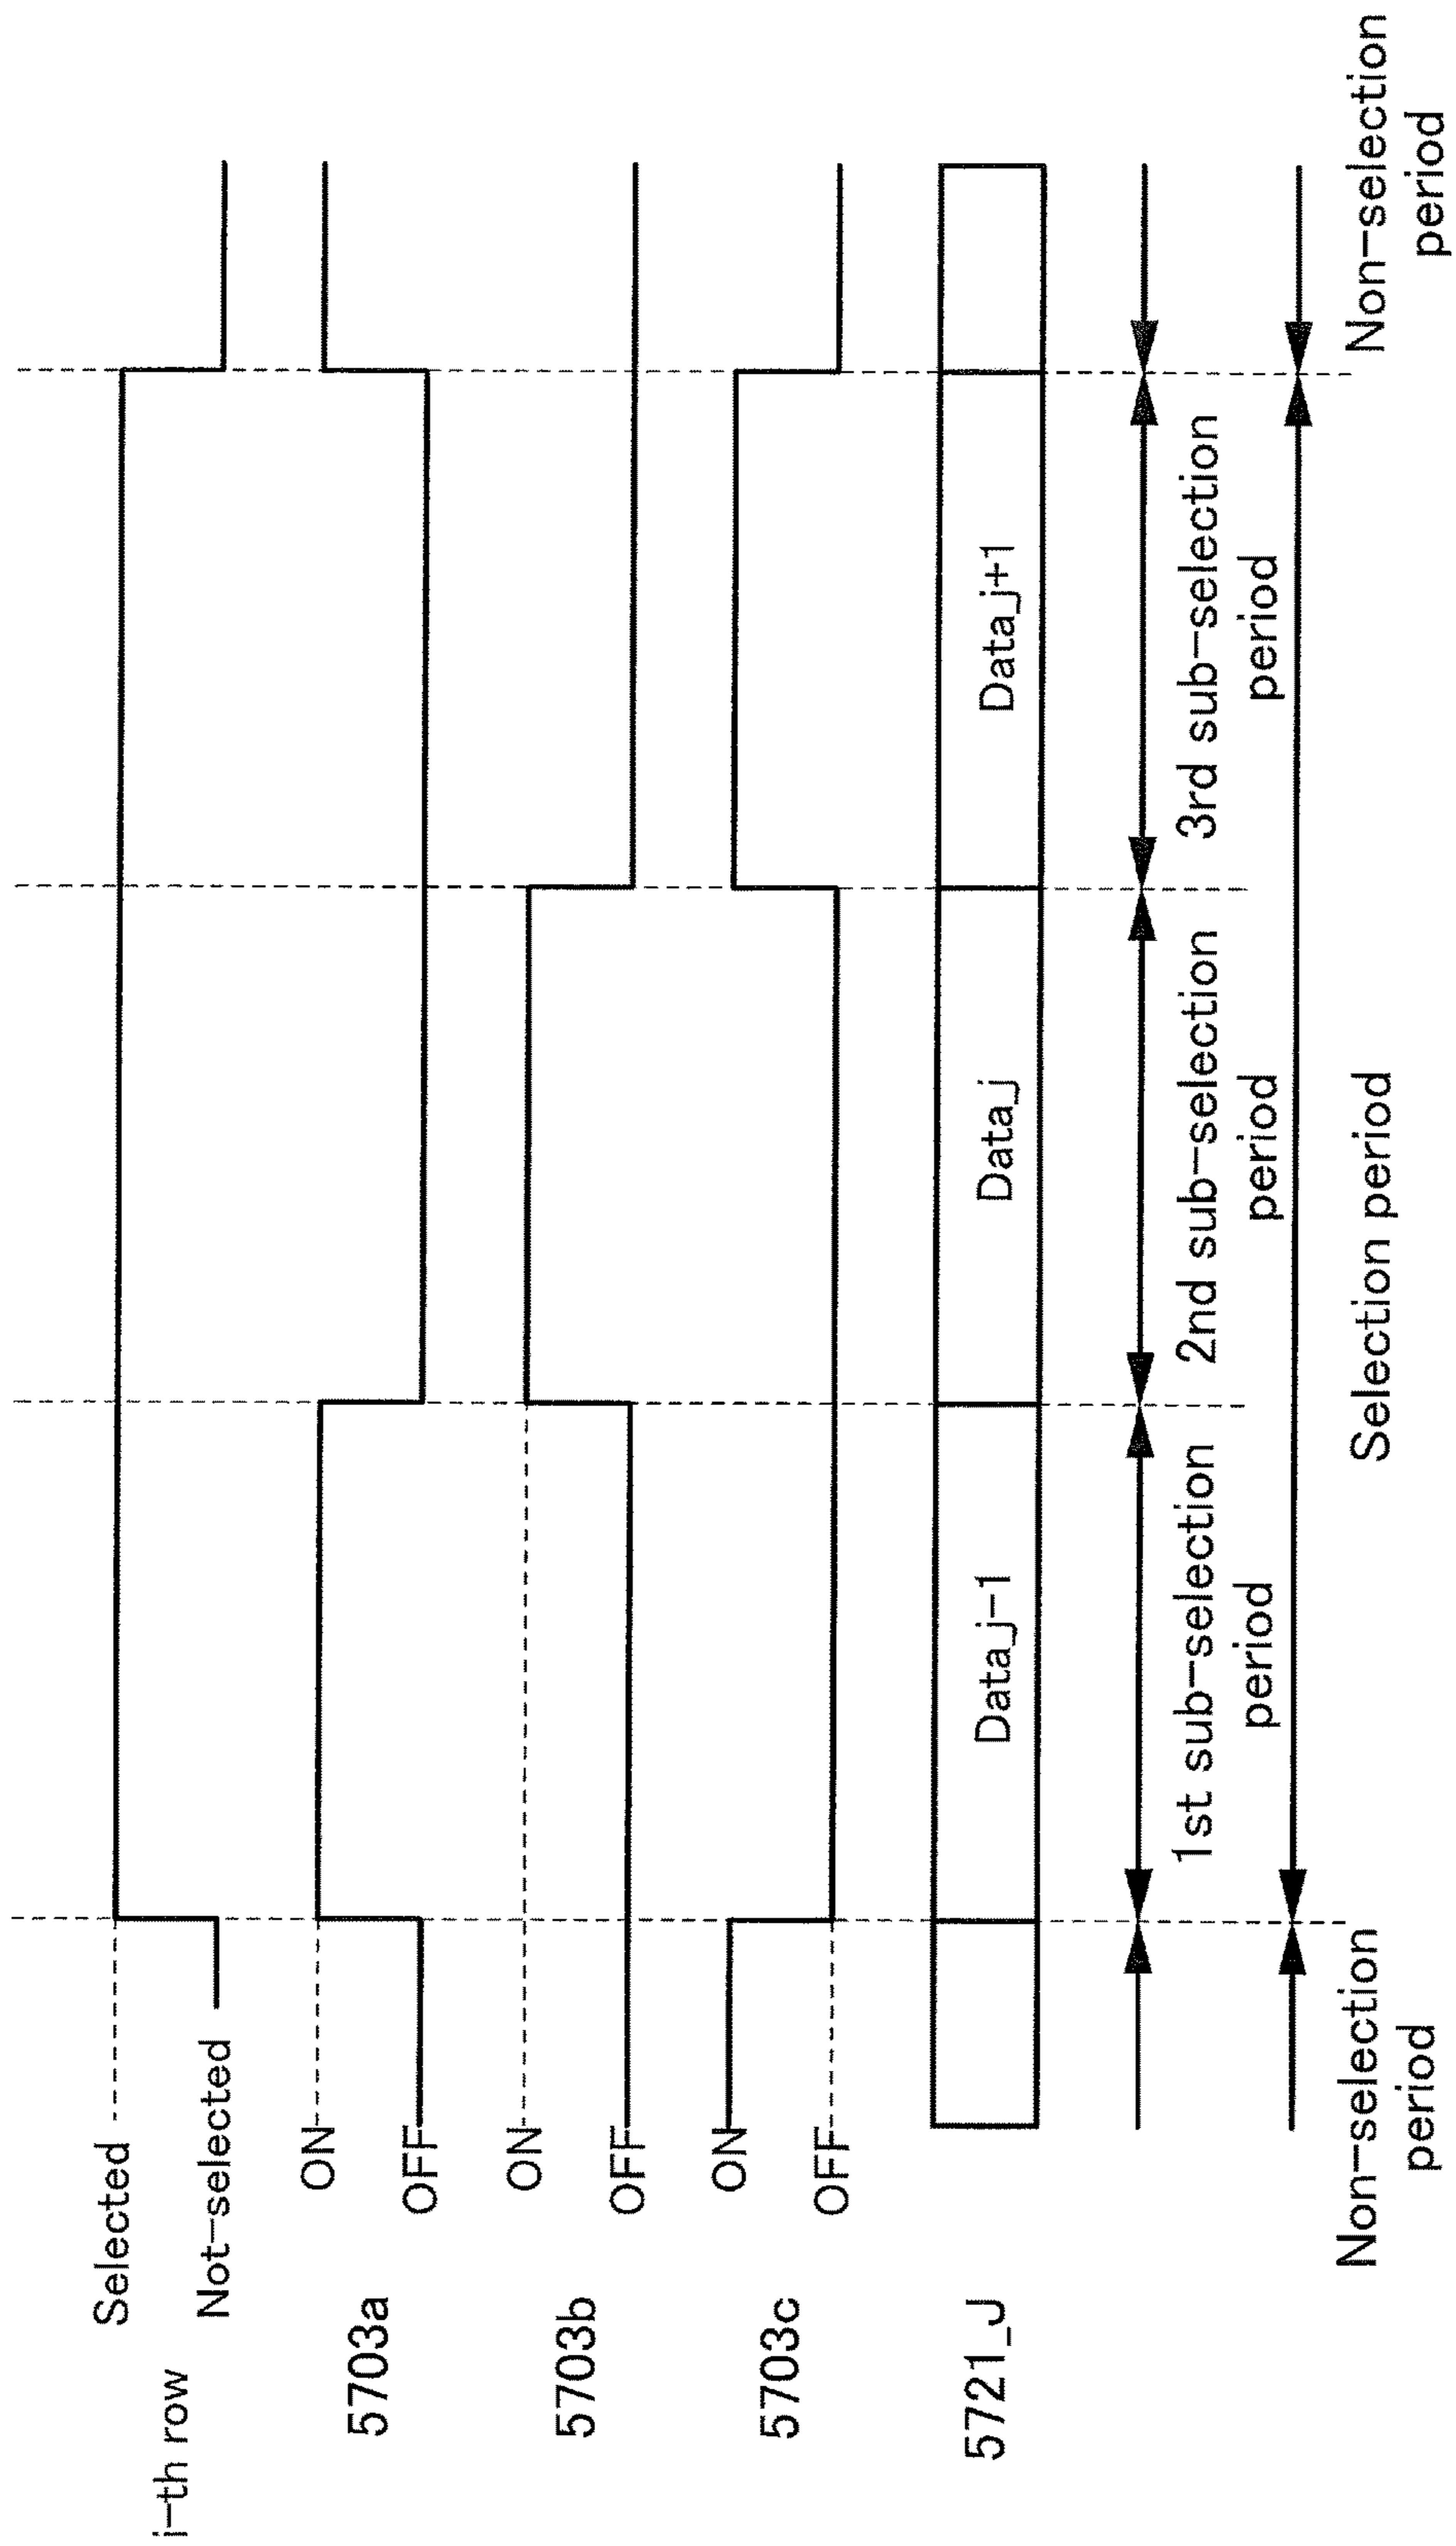 i-th row
Selected
Not-selected
5703a
ON
OFF
5703b
ON
OFF
5703c
ON
OFF
5721_J
Data_j-1
Data_j
Data_j+1
1st sub-selection
period
2nd sub-selection
period
3rd sub-selection
period
Non-selection
period
Selection period
Non-selection
period